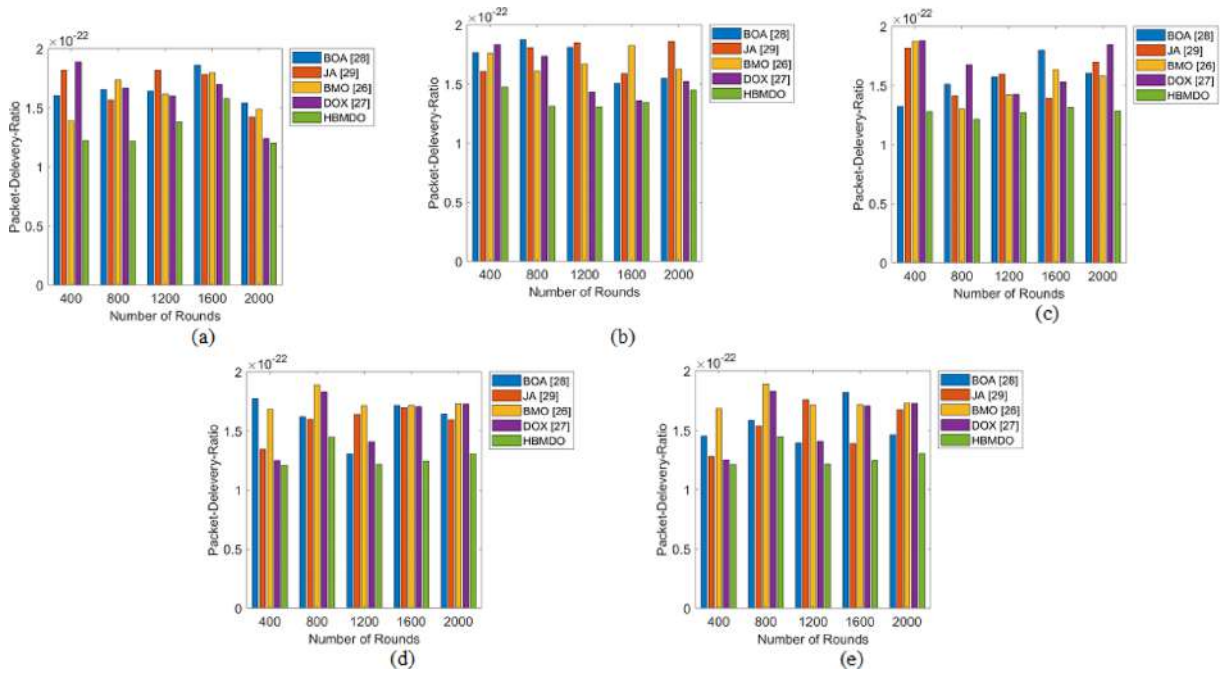 ×10-22
2
1.5
1
0.5
0
Packet-Delevery-Ratio
400 800 1200 1600 2000
Number of Rounds
BOA [28]
JA [29]
BMO [26]
DOX [27]
HBMDO
(a)
×10-22
2
1.5
1
0.5
0
Packet-Delevery-Ratio
400 800 1200 1600 2000
Number of Rounds
BOA [28]
JA [29]
BMO [26]
DOX [27]
HBMDO
(b)
×10-22
2
1.5
1
0.5
0
Packet-Delevery-Ratio
400 800 1200 1600 2000
Number of Rounds
BOA [28]
JA [29]
BMO [26]
DOX [27]
HBMDO
(c)
×10-22
2
1.5
1
0.5
0
Packet-Delevery-Ratio
400 800 1200 1600 2000
Number of Rounds
BOA [28]
JA [29]
BMO [26]
DOX [27]
HBMDO
(d)
×10-22
2
1.5
1
0.5
0
Packet-Delevery-Ratio
400 800 1200 1600 2000
Number of Rounds
BOA [28]
JA [29]
BMO [26]
DOX [27]
HBMDO
(e)